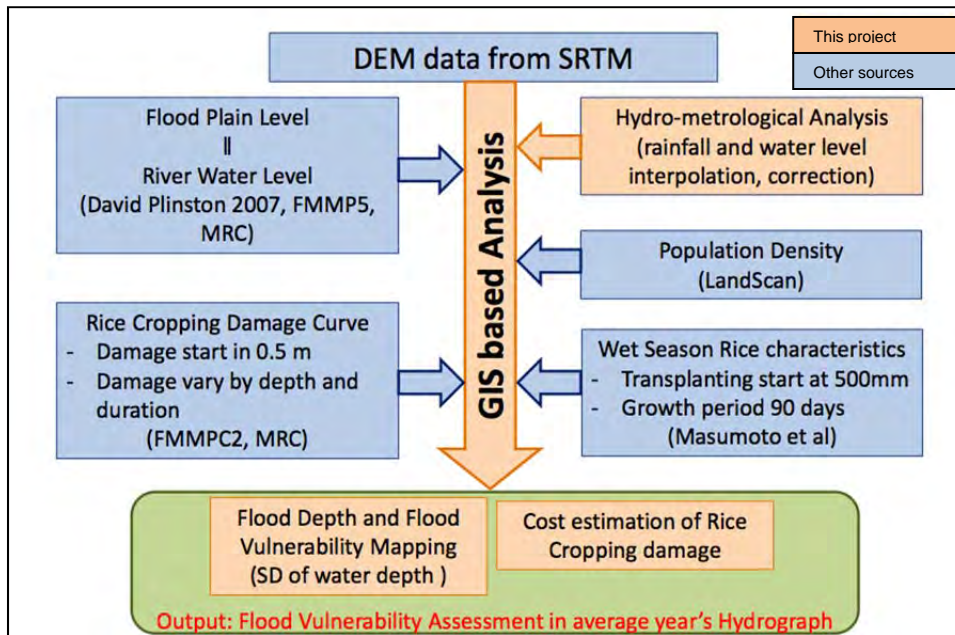 This project
Other sources
DEM data from SRTM
Flood Plain Level
॥
River Water Level
(David Plinston 2007, FMMP5,
MRC)
Hydro-metrological Analysis
(rainfall and water level
interpolation, correction)
GIS based Analysis
Population Density
(LandScan)
Rice Cropping Damage Curve
- Damage start in 0.5 m
- Damage vary by depth and
duration
(FMMPC2, MRC)
Wet Season Rice characteristics
- Transplanting start at 500mm
- Growth period 90 days
(Masumoto et al)
Flood Depth and Flood
Vulnerability Mapping
(SD of water depth )
Cost estimation of Rice
Cropping damage
Output: Flood Vulnerability Assessment in average year's Hydrograph